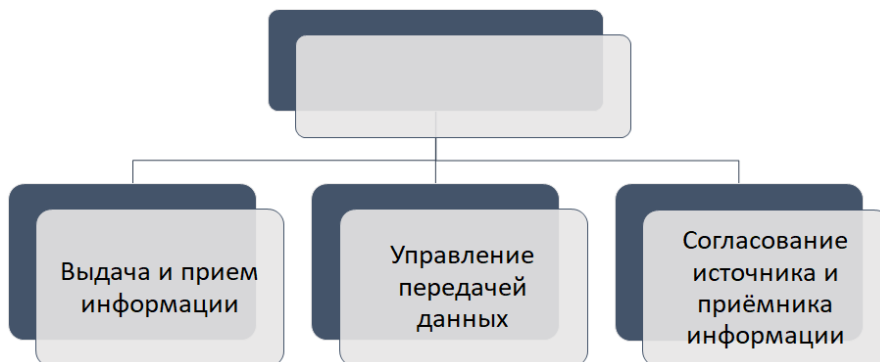 Выдача и прием
информации
Управление
передачей
данных
Согласование
источника и
приёмника
информации